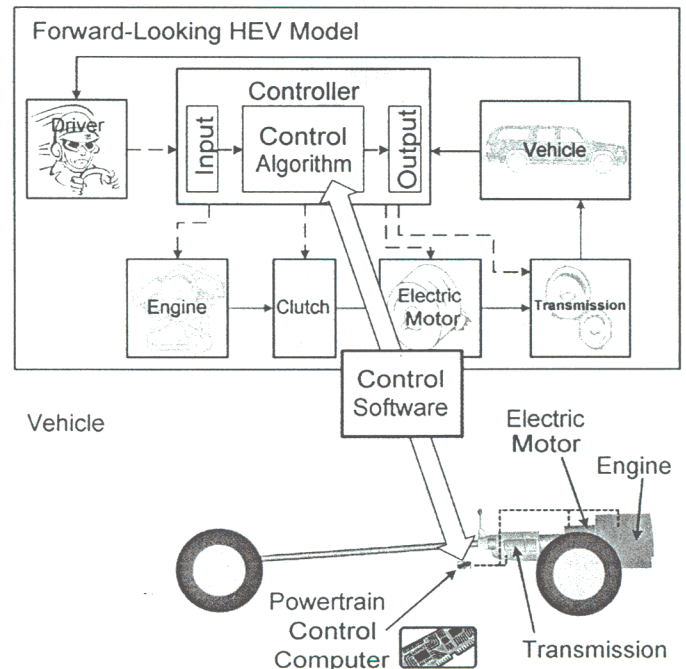 Forward-Looking HEV Model
Controller
Driver
Input
Control
Algorithm
Output
Vehicle
Engine
Clutch
Electric
Motor
Transmission
Control
Software
Vehicle
Electric
Motor
Engine
Powertrain
Control
Computer
Transmission